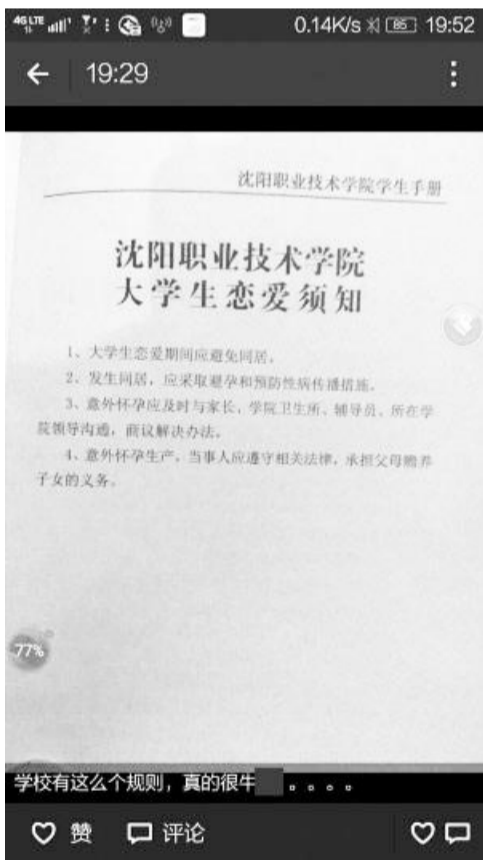 4G LTE
0.14K/s 85 19:52
19:29
沈阳职业技术学院学生手册
沈阳职业技术学院
大学生恋爱须知
1、大学生恋爱期间应避免同居。
2、发生同居，应采取避孕和预防性病传播措施。
3、意外怀孕应及时与家长，学院卫生所、辅导员、所在学
院领导沟通，商议解决办法。
4、意外怀孕生产，当事人应遵守相关法律，承担父母赡养
子女的义务。
77%
学校有这么个规则，真的很牛 。。。。
赞 评论